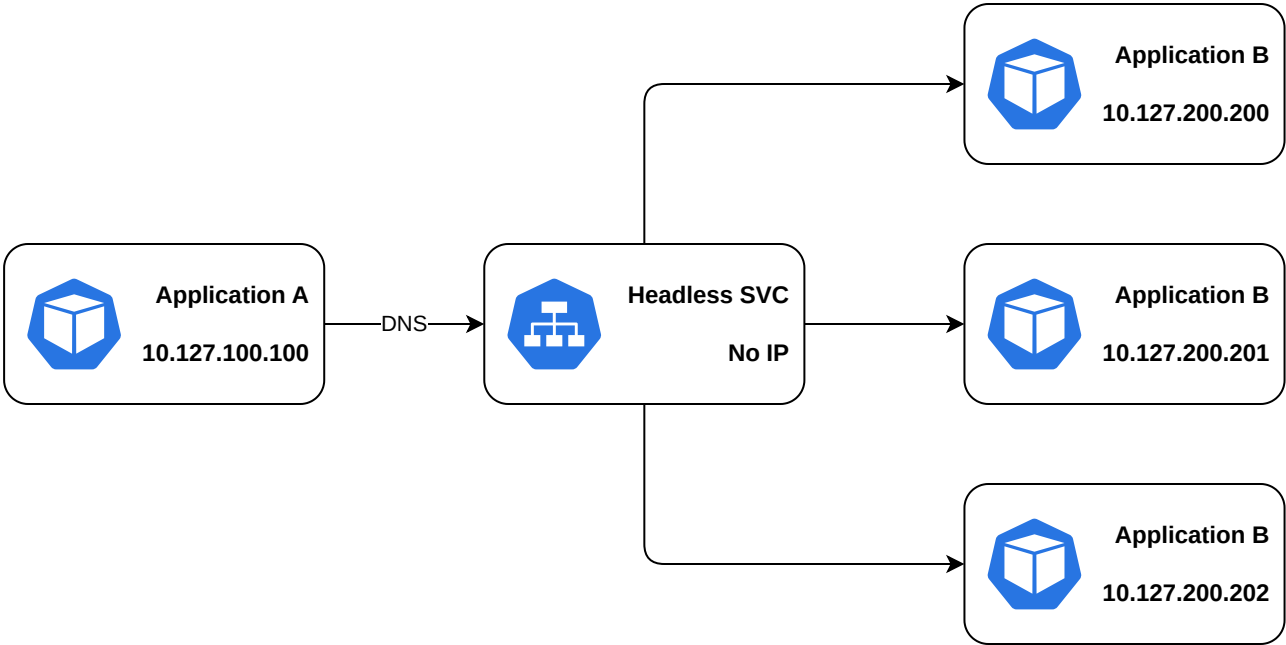 Application A
10.127.100.100
DNS
Headless SVC
No IP
Application B
10.127.200.200
Application B
10.127.200.201
Application B
10.127.200.202